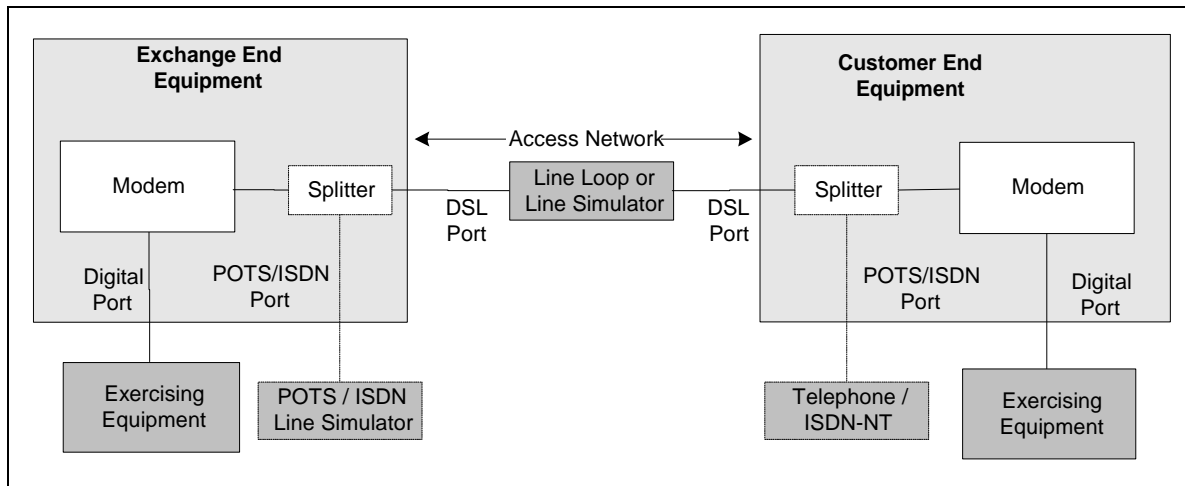 Exchange End
Equipment
Customer End
Equipment
Access Network
Modem
Splitter
Line Loop or
Line Simulator
Splitter
Modem
DSL
Port
DSL
Port
Digital
Port
POTS/ISDN
Port
POTS/ISDN
Port
Digital
Port
Exercising
Equipment
POTS / ISDN
Line Simulator
Telephone /
ISDN-NT
Exercising
Equipment